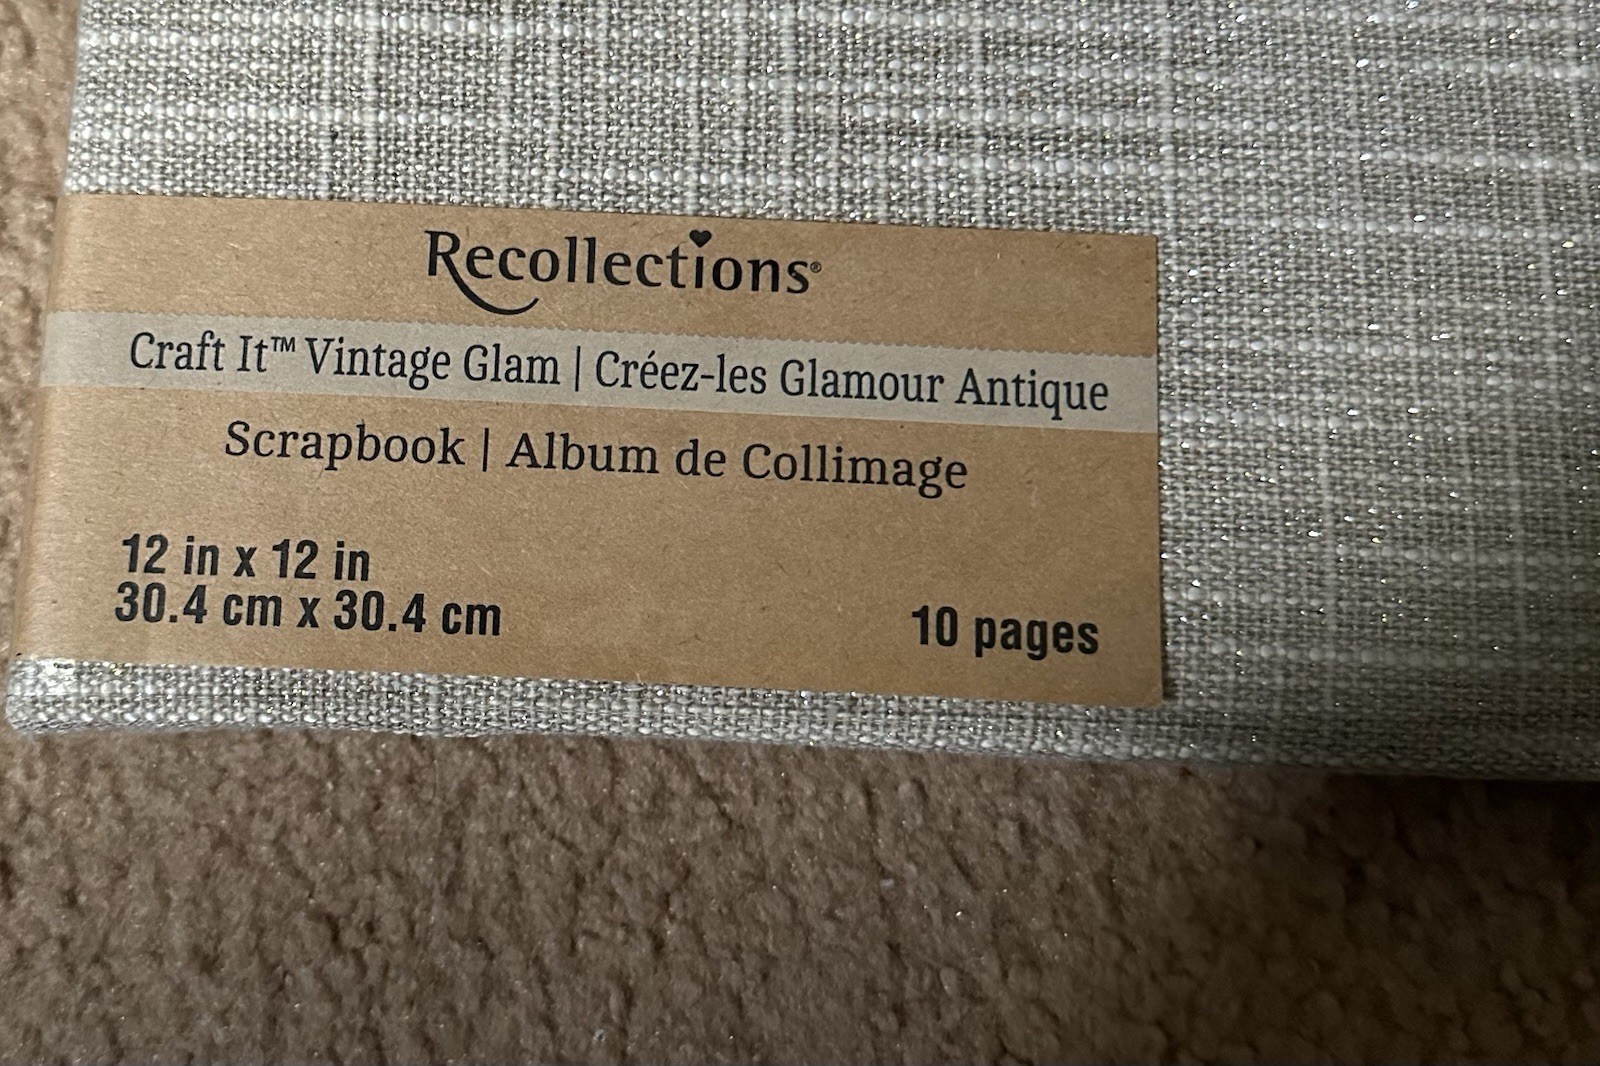 Recollections®
Craft It™ Vintage Glam | Créez-les Glamour Antique
Scrapbook | Album de Collimage
12 in x 12 in
30.4 cm x 30.4 cm
10 pages